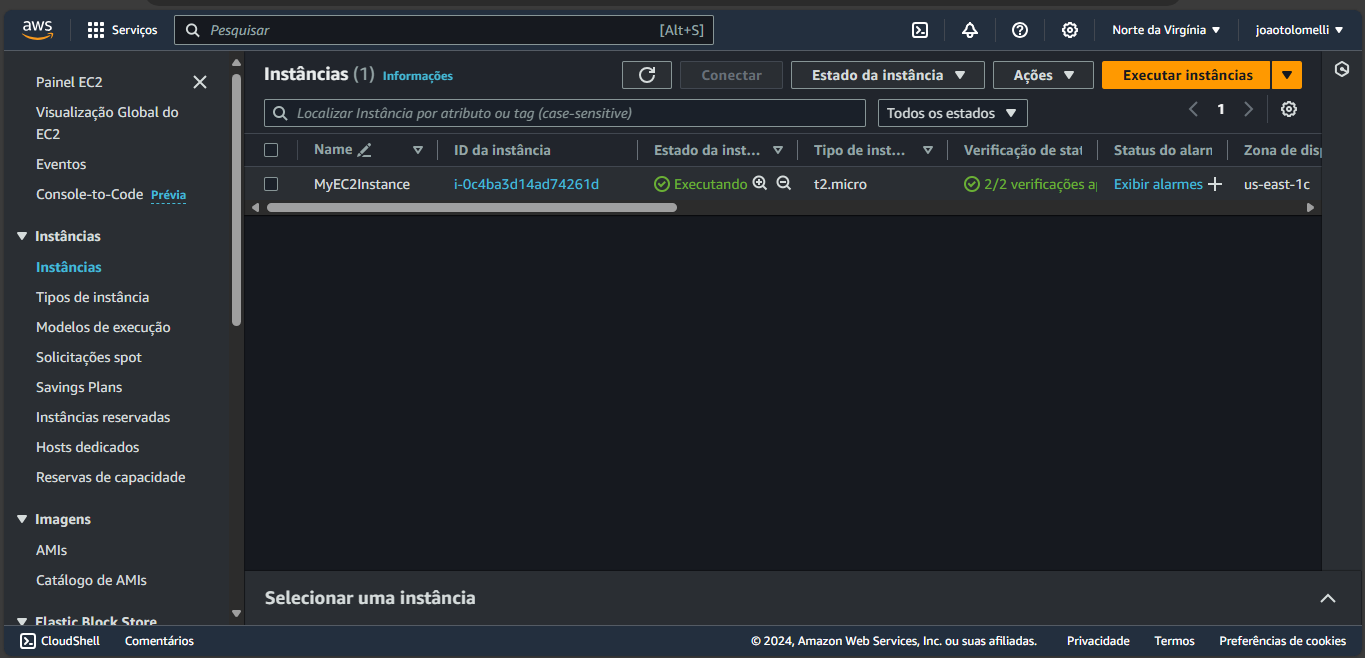 aws
Serviços
Pesquisar [Alt+S]
Norte da Virgínia
joaotolomelli
Painel EC2
Visualização Global do
EC2
Eventos
Console-to-Code Prévia
Instâncias
Instâncias
Tipos de instância
Modelos de execução
Solicitações spot
Savings Plans
Instâncias reservadas
Hosts dedicados
Reservas de capacidade
Imagens
AMIs
Catálogo de AMIs
Elastic Block Store
Instâncias (1) Informações
Conectar
Estado da instância
Ações
Executar instâncias
Localizar Instância por atributo ou tag (case-sensitive)
Todos os estados
1
Name ID da instância Estado da inst... Tipo de inst... Verificação de stat Status do alarm Zona de disp
MyEC2Instance i-0c4ba3d14ad74261d Executando t2.micro 2/2 verificações a Exibir alarmes us-east-1c
Selecionar uma instância
CloudShell Comentários © 2024, Amazon Web Services, Inc. ou suas afiliadas. Privacidade Termos Preferências de cookies